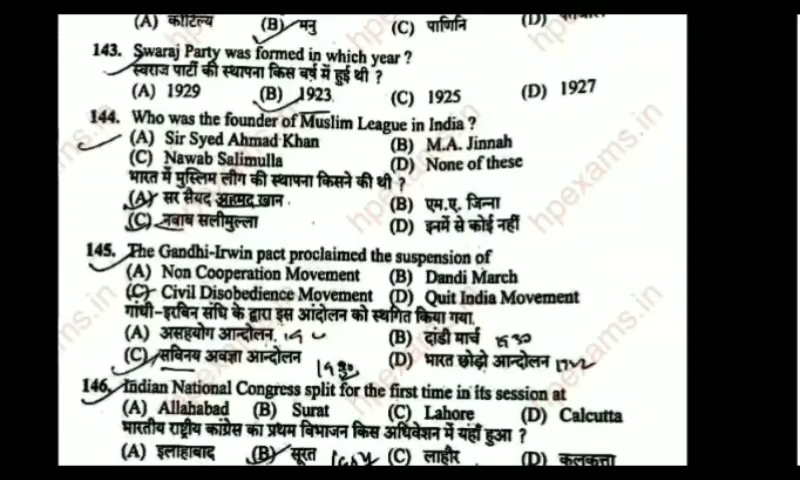 (A) कौटिल्य (B) मनु (C) पाणिनि (D)
143. Swaraj Party was formed in which year ?
स्वराज पार्टी की स्थापना किस वर्ष में हुई थी ?
(A) 1929 (B) 1923 (C) 1925 (D) 1927
144. Who was the founder of Muslim League in India ?
(A) Sir Syed Ahmad Khan (B) M.A. Jinnah
(C) Nawab Salimulla (D) None of these
भारत में मुस्लिम लीग की स्थापना किसने की थी ?
(A) सर सैयद अहमद खान (B) एम.ए. जिन्ना
(C) नवाब सलीमुल्ला (D) इनमें से कोई नहीं
145. The Gandhi-Irwin pact proclaimed the suspension of
(A) Non Cooperation Movement (B) Dandi March
(C) Civil Disobedience Movement (D) Quit India Movement
गांधी-इरविन संधि के द्वारा इस आंदोलन को स्थगित किया गया.
(A) असहयोग आन्दोलन (B) दांडी मार्च 1930
(C) सविनय अवज्ञा आन्दोलन 1930 (D) भारत छोड़ो आन्दोलन
146. Indian National Congress split for the first time in its session at
(A) Allahabad (B) Surat (C) Lahore (D) Calcutta
भारतीय राष्ट्रीय कांग्रेस का प्रथम विभाजन किस अधिवेशन में यहाँ हुआ ?
(A) इलाहाबाद (B) सूरत (C) लाहौर (D) कलकत्ता
hpexams.in